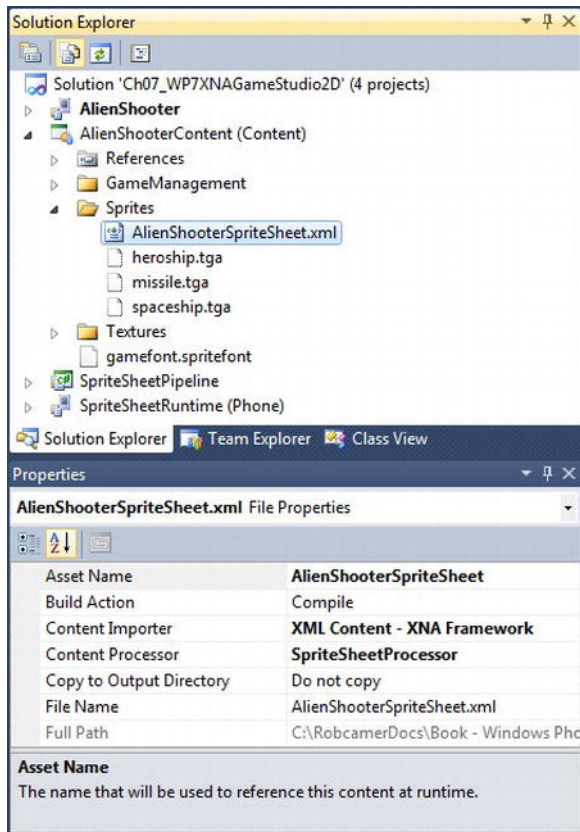 Solution Explorer
Solution 'Ch07_WP7XNAGameStudio2D' (4 projects)
AlienShooter
AlienShooterContent (Content)
References
GameManagement
Sprites
AlienShooterSpriteSheet.xml
heroship.tga
missile.tga
spaceship.tga
Textures
gamefont.spritefont
SpriteSheetPipeline
SpriteSheetRuntime (Phone)
Solution Explorer Team Explorer Class View
Properties
AlienShooterSpriteSheet.xml File Properties
Asset Name AlienShooterSpriteSheet
Build Action Compile
Content Importer XML Content - XNA Framework
Content Processor SpriteSheetProcessor
Copy to Output Directory Do not copy
File Name AlienShooterSpriteSheet.xml
Full Path C:\RobcamerDocs\Book - Windows Pho
Asset Name
The name that will be used to reference this content at runtime.